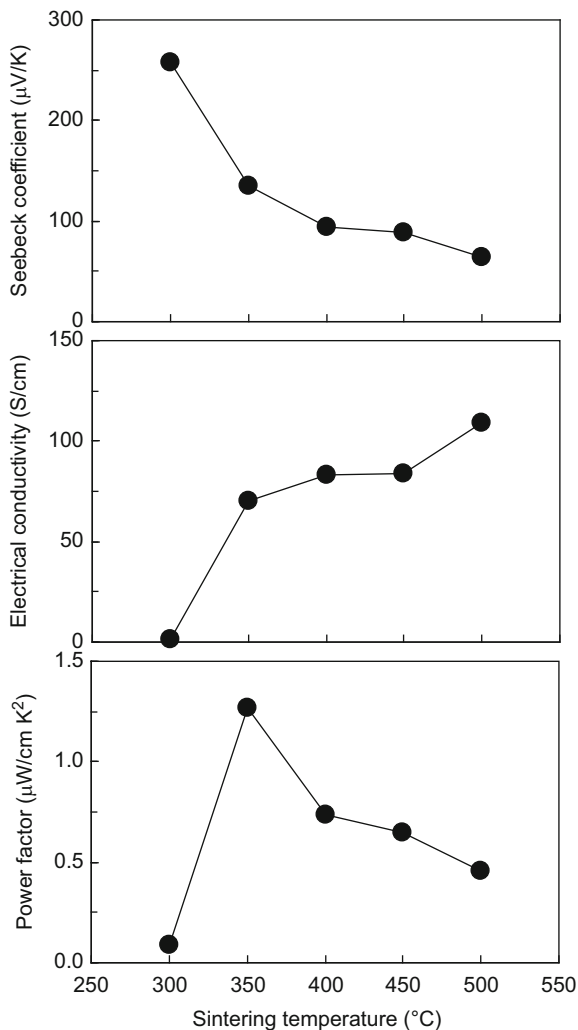 300
200
100
0
Seebeck coefficient (μV/K)
150
100
50
0
Electrical conductivity (S/cm)
1.5
1.0
0.5
0.0
Power factor (μW/cm K²)
250 300 350 400 450 500 550
Sintering temperature (°C)